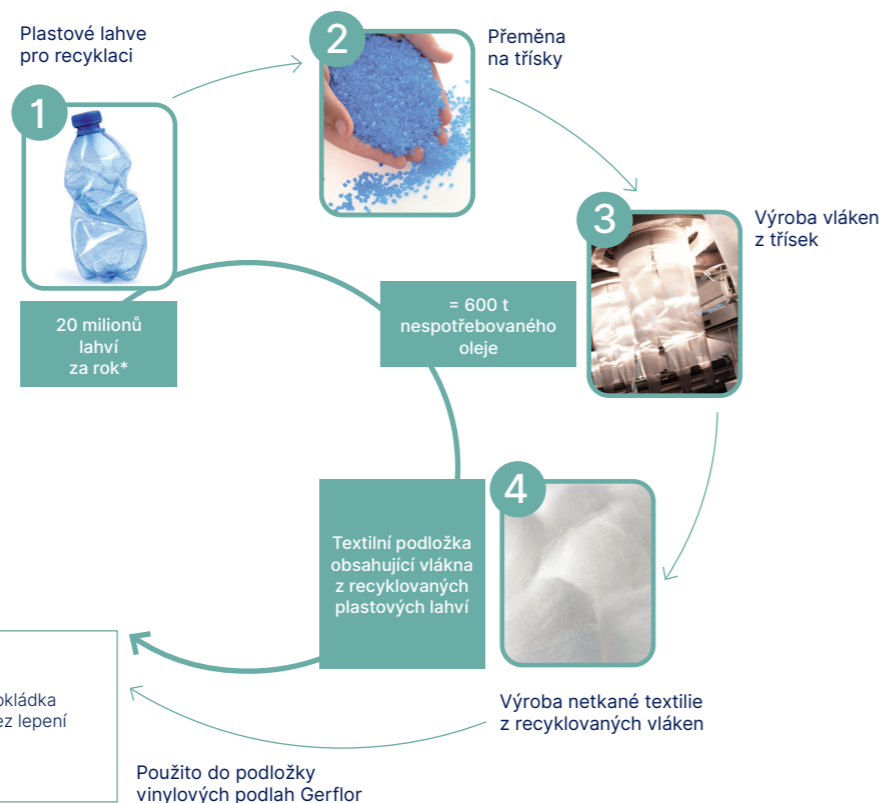 Plastové lahve
pro recyklaci
1
2
Přeměna
na třísky
3
Výroba vláken
z třísek
20 milionů
lahví
za rok*
= 600 t
nespotřebovaného
oleje
4
Textilní podložka
obsahující vlákna
z recyklovaných
plastových lahví
Výroba netkané textilie
z recyklovaných vláken
lepení
Použito do podložky
vinylových podlah Gerflor